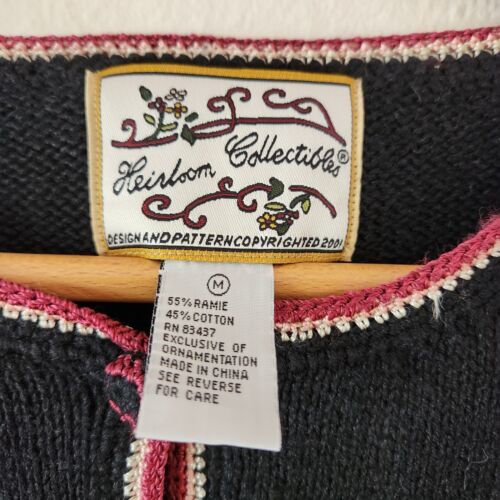 Heirloom Collectibles®
DESIGN AND PATTERN COPYRIGHTED 2001
M
55% RAMIE
45% COTTON
RN 83437
EXCLUSIVE OF
ORNAMENTATION
MADE IN CHINA
SEE REVERSE
FOR CARE